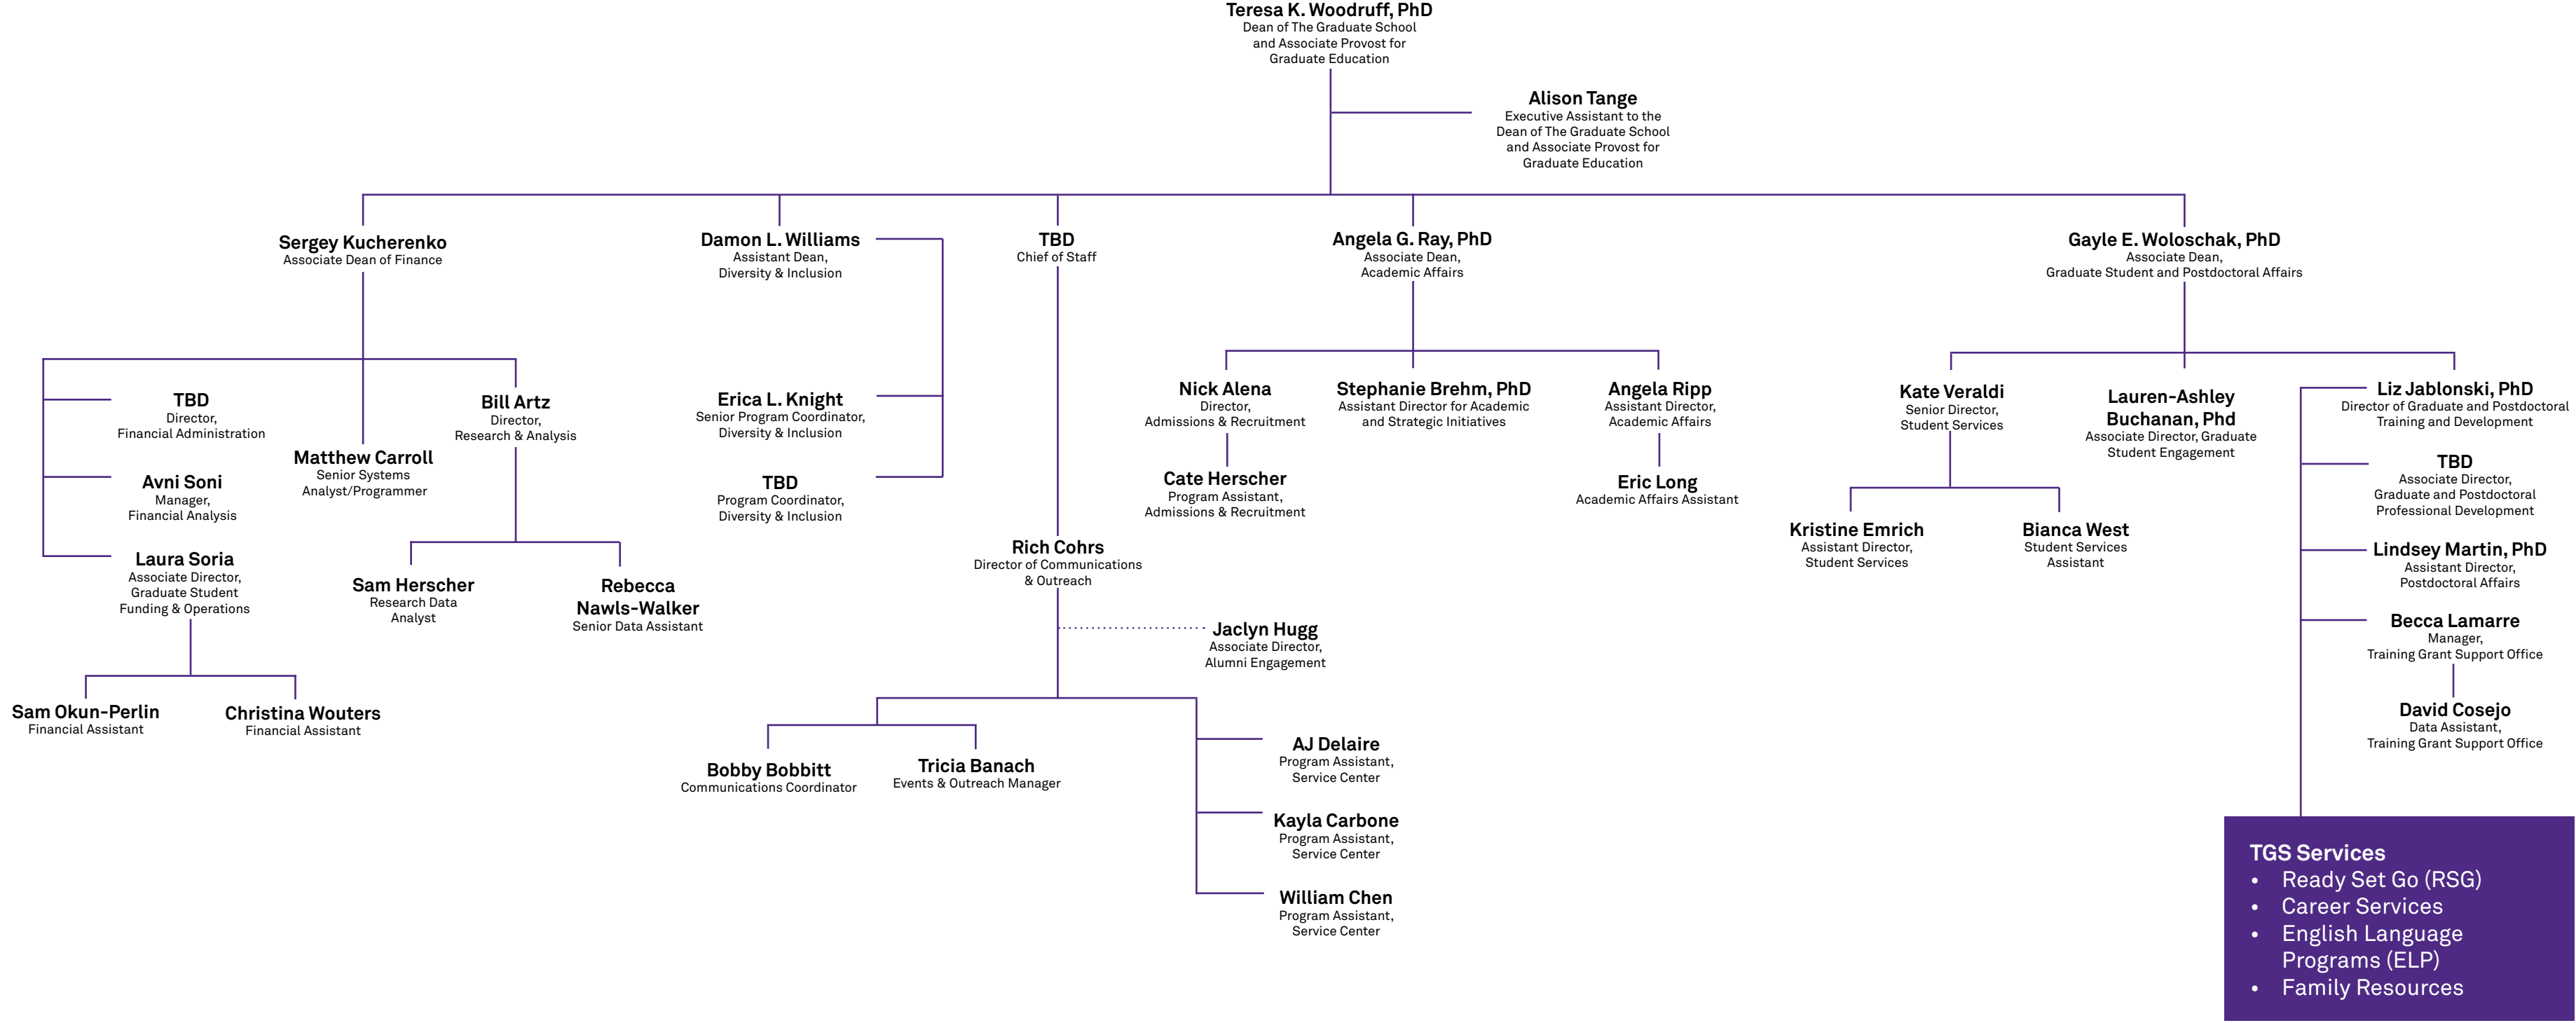 Teresa K. Woodruff, PhD
Dean of The Graduate School
and Associate Provost for
Graduate Education
Alison Tange
Executive Assistant to the
Dean of The Graduate School
and Associate Provost for
Graduate Education
Sergey Kucherenko
Associate Dean of Finance
Damon L. Williams
Assistant Dean,
Diversity & Inclusion
TBD
Chief of Staff
Angela G. Ray, PhD
Associate Dean,
Academic Affairs
Gayle E. Woloschak, PhD
Associate Dean,
Graduate Student and Postdoctoral Affairs
TBD
Director,
Financial Administration
Avni Soni
Manager,
Financial Analysis
Laura Soria
Associate Director,
Graduate Student
Funding & Operations
Sam Okun-Perlin
Financial Assistant
Christina Wouters
Financial Assistant
Matthew Carroll
Senior Systems
Analyst/Programmer
Bill Artz
Director,
Research & Analysis
Sam Herscher
Research Data
Analyst
Rebecca
Nawls-Walker
Senior Data Assistant
Erica L. Knight
Senior Program Coordinator,
Diversity & Inclusion
TBD
Program Coordinator,
Diversity & Inclusion
Rich Cohrs
Director of Communications
& Outreach
Jaclyn Hugg
Associate Director,
Alumni Engagement
Bobby Bobbitt
Communications Coordinator
Tricia Banach
Events & Outreach Manager
AJ Delaire
Program Assistant,
Service Center
Kayla Carbone
Program Assistant,
Service Center
William Chen
Program Assistant,
Service Center
Nick Alena
Director,
Admissions & Recruitment
Cate Herscher
Program Assistant,
Admissions & Recruitment
Stephanie Brehm, PhD
Assistant Director for Academic
and Strategic Initiatives
Angela Ripp
Assistant Director,
Academic Affairs
Eric Long
Academic Affairs Assistant
Kate Veraldi
Senior Director,
Student Services
Kristine Emrich
Assistant Director,
Student Services
Bianca West
Student Services
Assistant
Lauren-Ashley
Buchanan, Phd
Associate Director, Graduate
Student Engagement
Liz Jablonski, PhD
Director of Graduate and Postdoctoral
Training and Development
TBD
Associate Director,
Graduate and Postdoctoral
Professional Development
Lindsey Martin, PhD
Assistant Director,
Postdoctoral Affairs
Becca Lamarre
Manager,
Training Grant Support Office
David Cosejo
Data Assistant,
Training Grant Support Office
TGS Services
• Ready Set Go (RSG)
• Career Services
• English Language
Programs (ELP)
• Family Resources